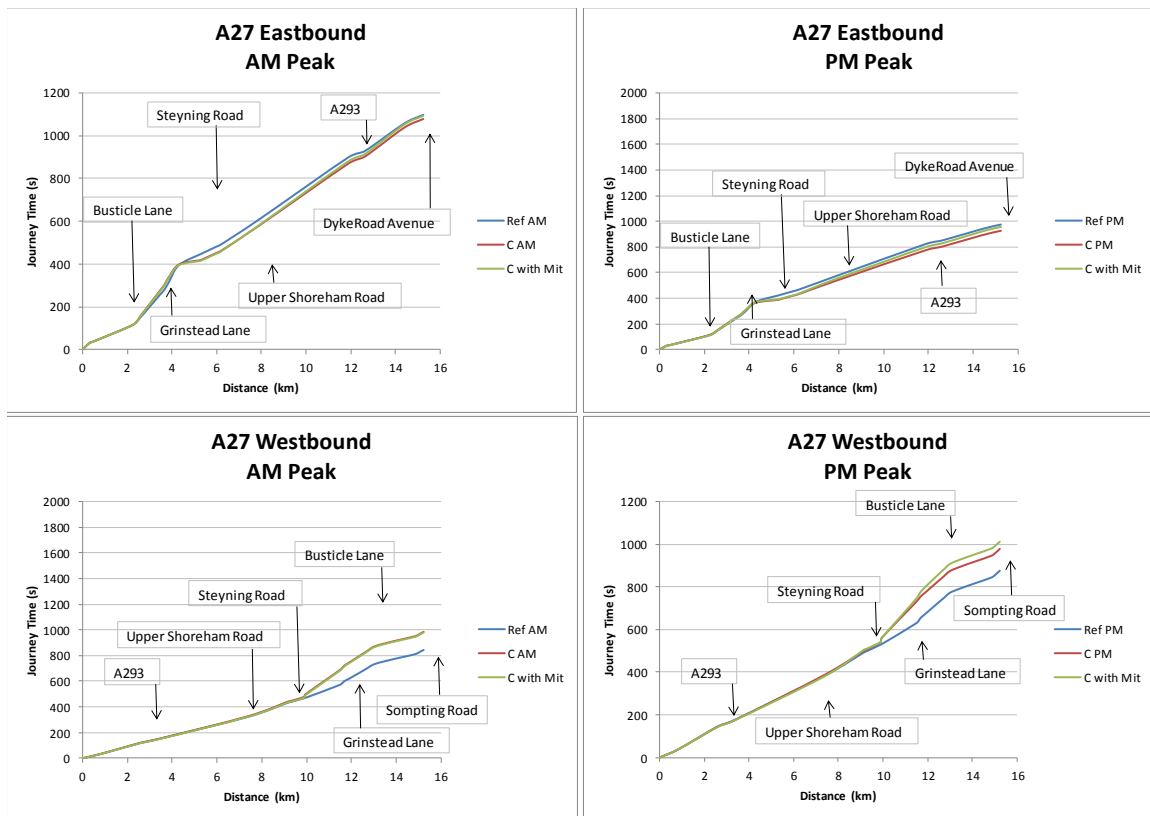 A27 Eastbound
AM Peak
1200
1000
800
600
400
200
0
Journey Time (s)
0 2 4 6 8 10 12 14 16
Distance (km)
Steyning Road
A293
Busticle Lane
DykeRoad Avenue
Upper Shoreham Road
Grinstead Lane
Ref AM
C AM
C with Mit
A27 Eastbound
PM Peak
2000
1800
1600
1400
1200
1000
800
600
400
200
0
Journey Time (s)
0 2 4 6 8 10 12 14 16
Distance (km)
DykeRoad Avenue
Steyning Road
Upper Shoreham Road
Busticle Lane
A293
Grinstead Lane
Ref PM
C PM
C with Mit
A27 Westbound
AM Peak
2000
1800
1600
1400
1200
1000
800
600
400
200
0
Journey Time (s)
0 2 4 6 8 10 12 14 16
Distance (km)
Busticle Lane
Steyning Road
Upper Shoreham Road
A293
Sompting Road
Grinstead Lane
Ref AM
C AM
C with Mit
A27 Westbound
PM Peak
1200
1000
800
600
400
200
0
Journey Time (s)
0 2 4 6 8 10 12 14 16
Distance (km)
Busticle Lane
Steyning Road
Sompting Road
A293
Grinstead Lane
Upper Shoreham Road
Ref PM
C PM
C with Mit